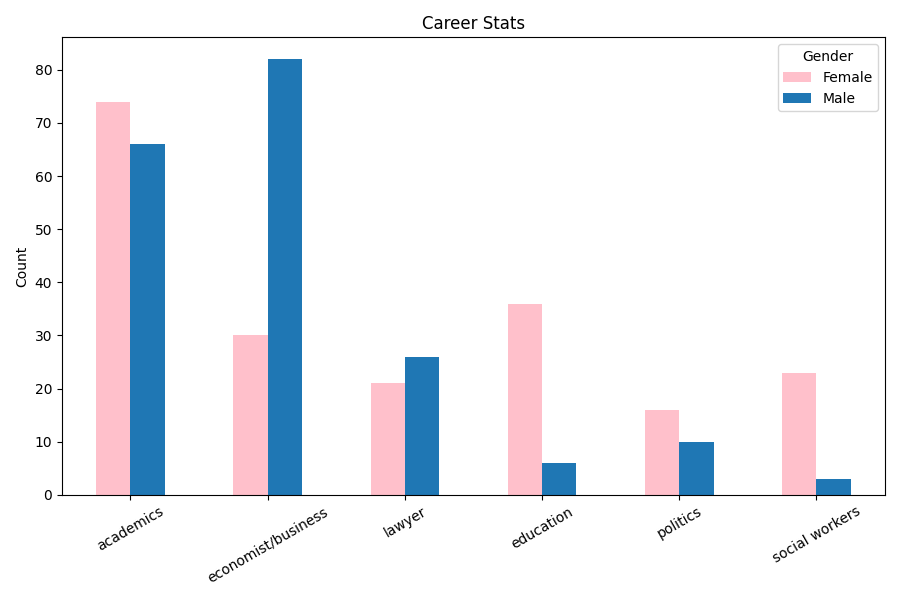 Career Stats
Gender
Female
Male
Count
80
70
60
50
40
30
20
10
0
academics
economist/business
lawyer
education
politics
social workers